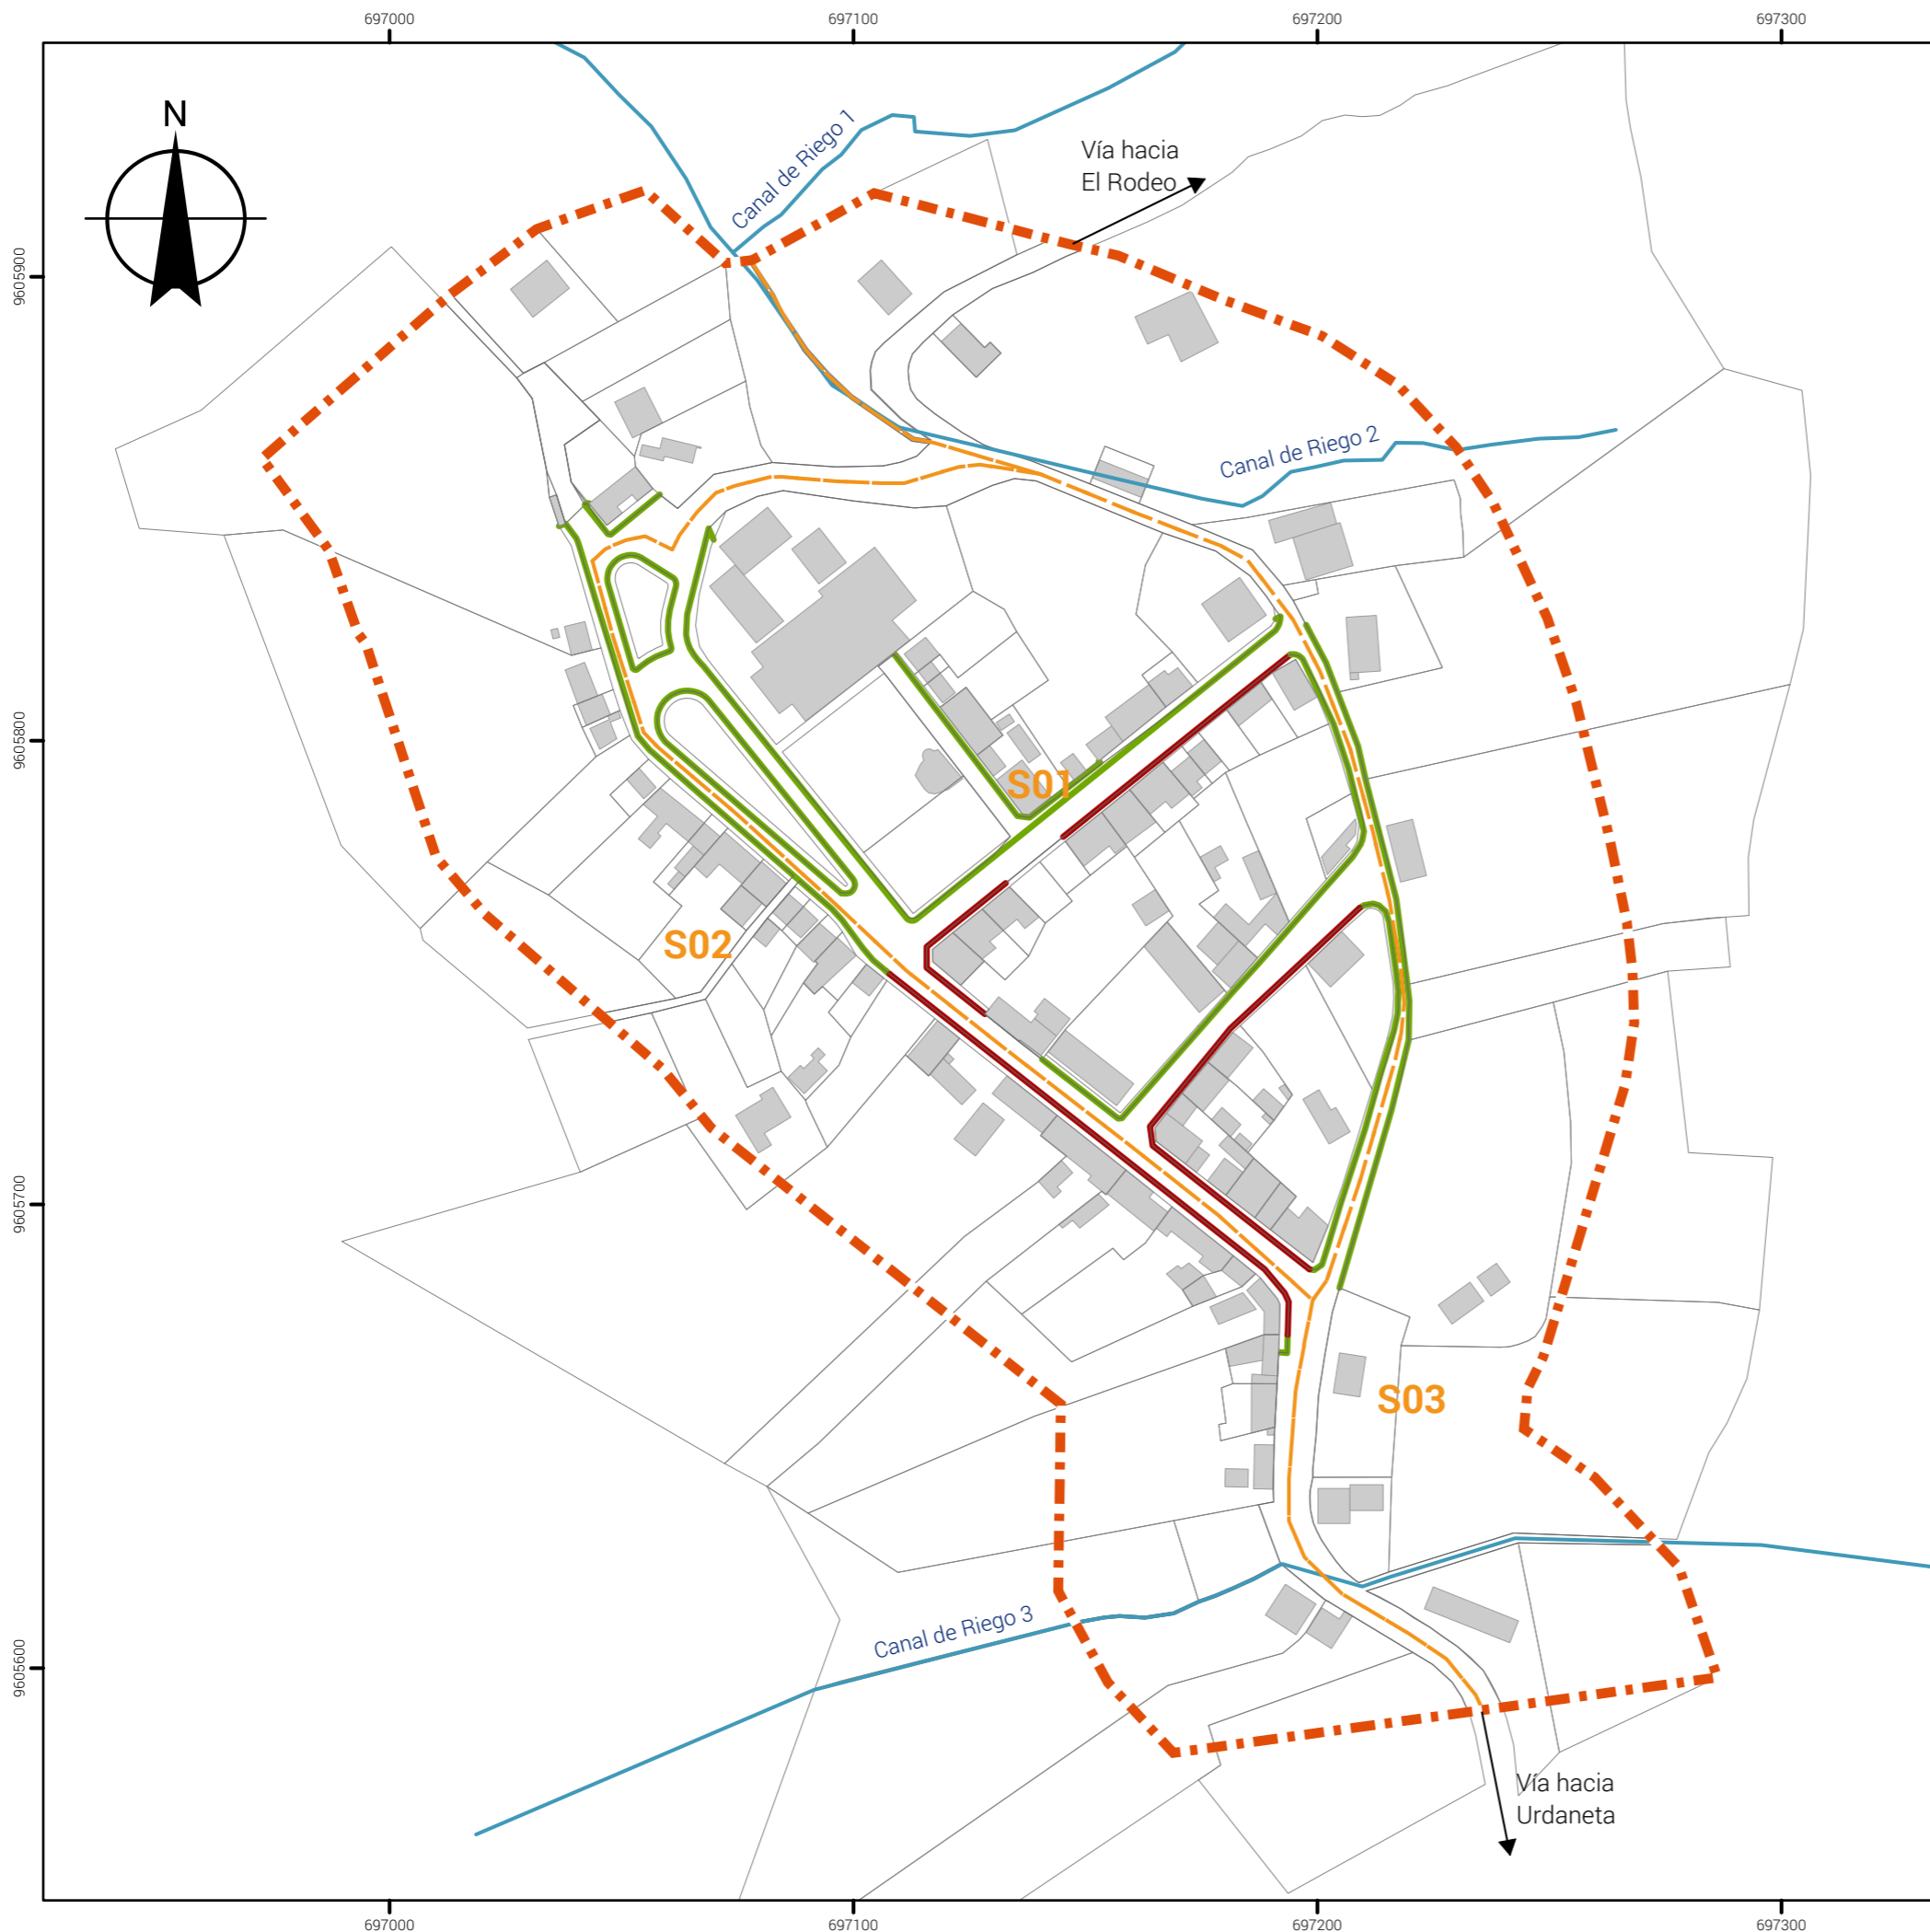 697000
697100
697200
697300
N
Canal de Riego 1
Vía hacia
El Rodeo
9605900
Canal de Riego 2
9605800
S01
S02
9605700
S03
9605600
Canal de Riego 3
Vía hacia
Urdaneta
697000
697100
697200
697300